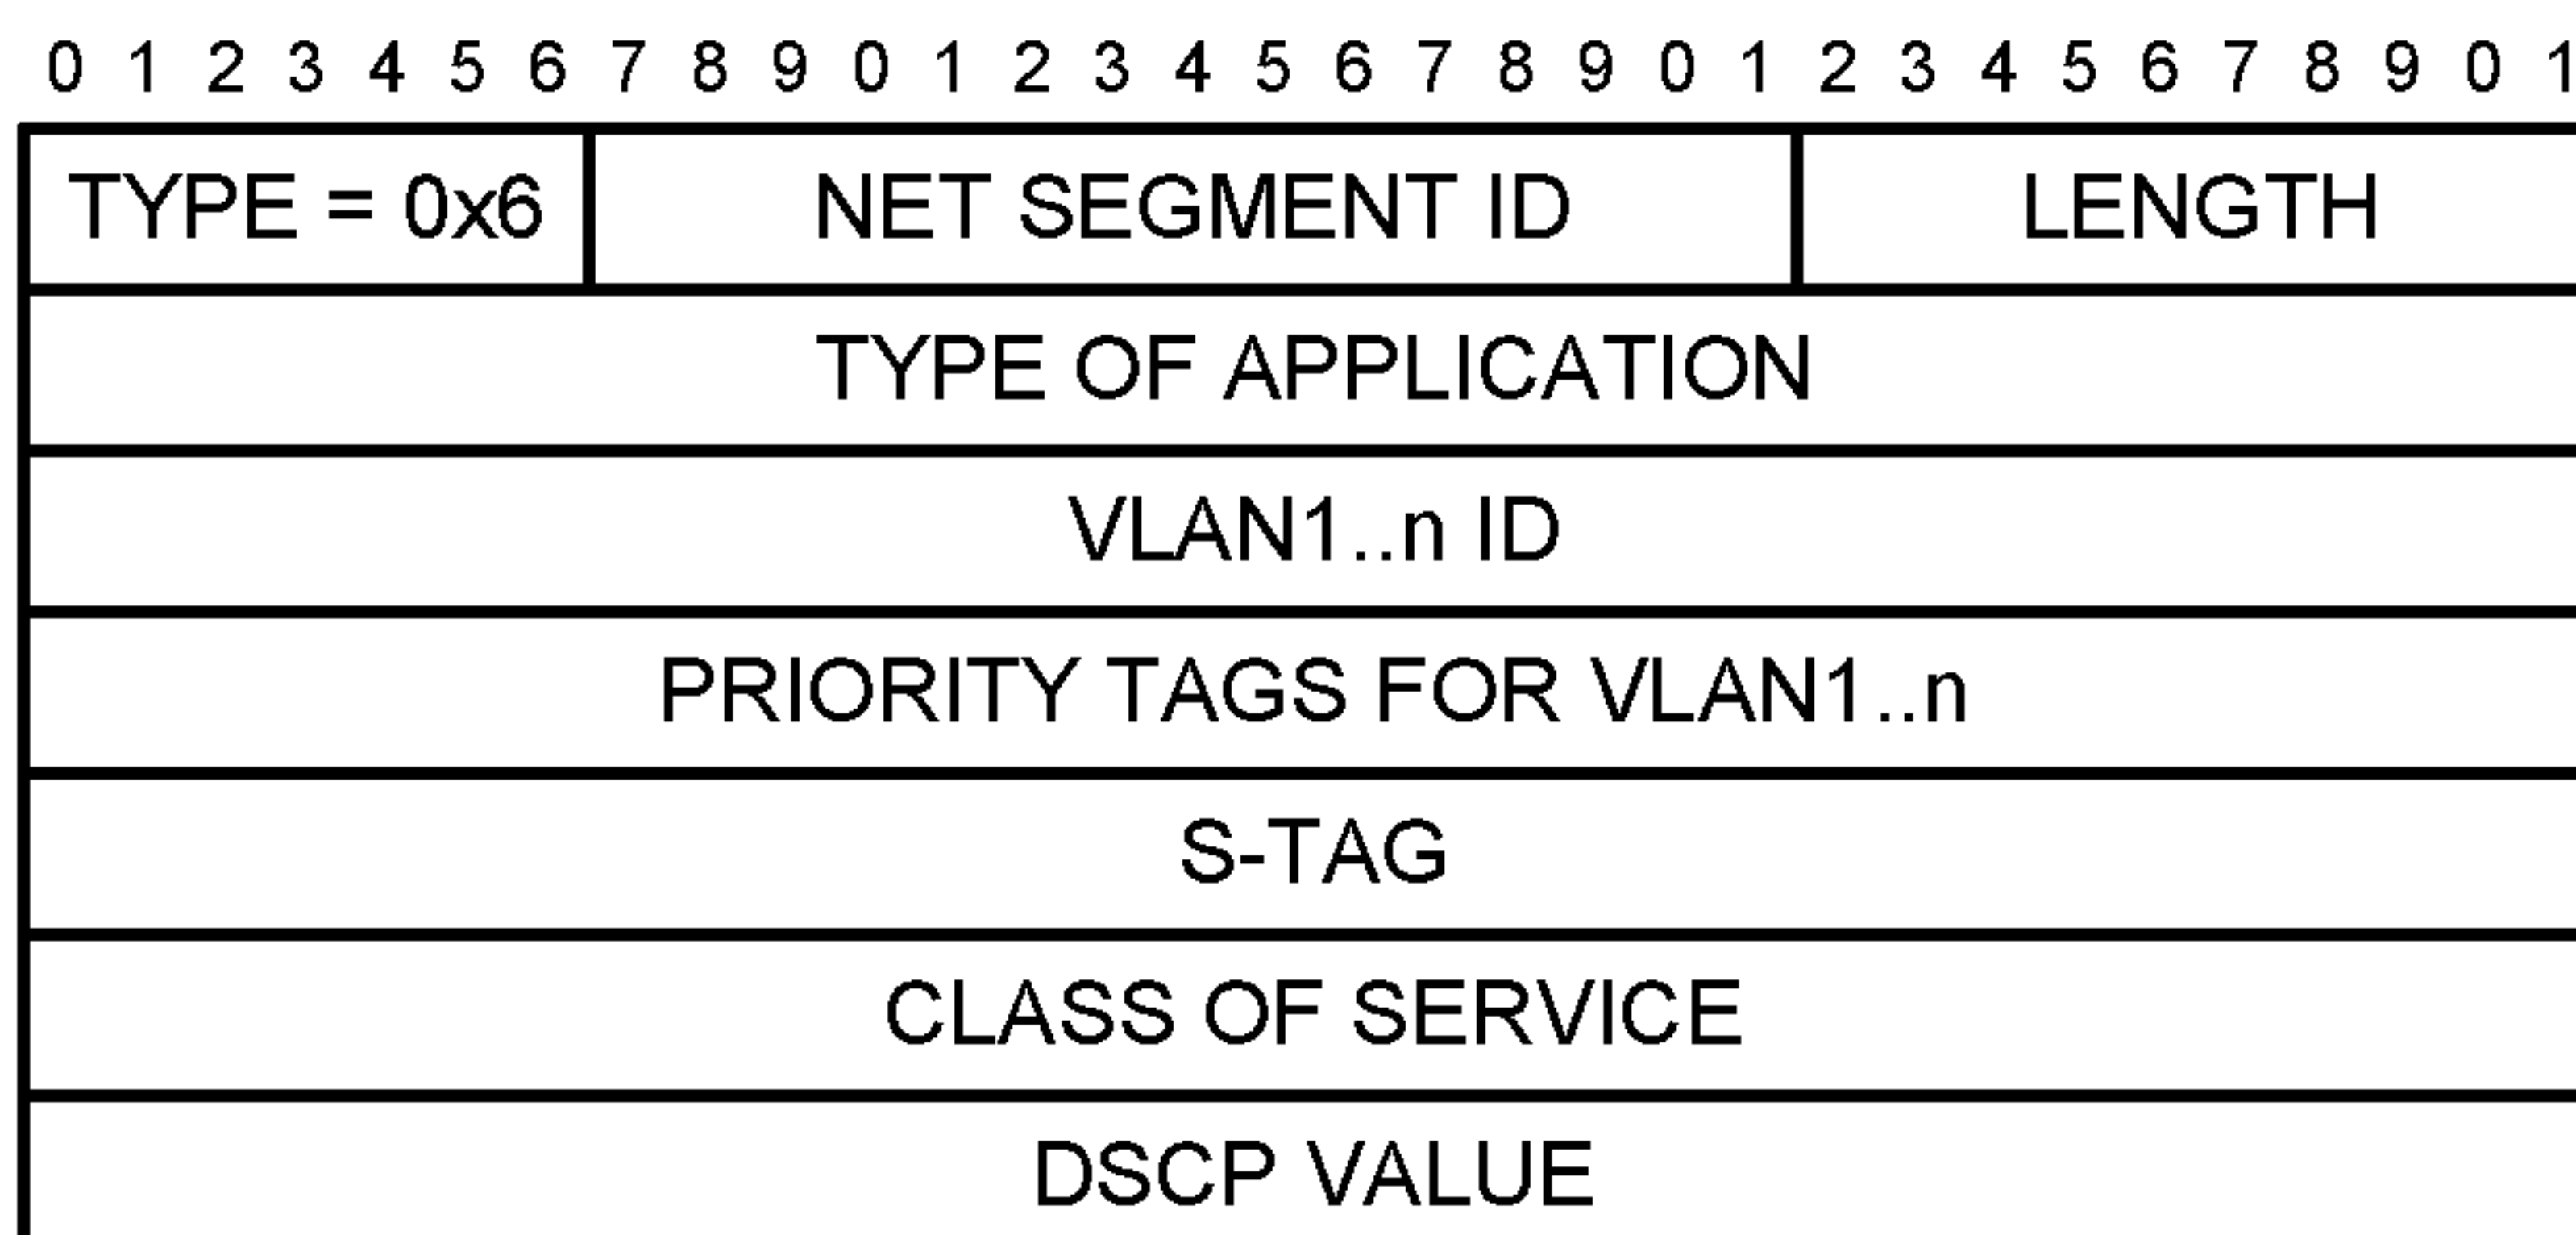 0 1 2 3 4 5 6 7 8 9 0 1 2 3 4 5 6 7 8 9 0 1 2 3 4 5 6 7 8 9 0 1
TYPE = 0x6 NET SEGMENT ID LENGTH
TYPE OF APPLICATION
VLAN1..n ID
PRIORITY TAGS FOR VLAN1..n
S-TAG
CLASS OF SERVICE
DSCP VALUE